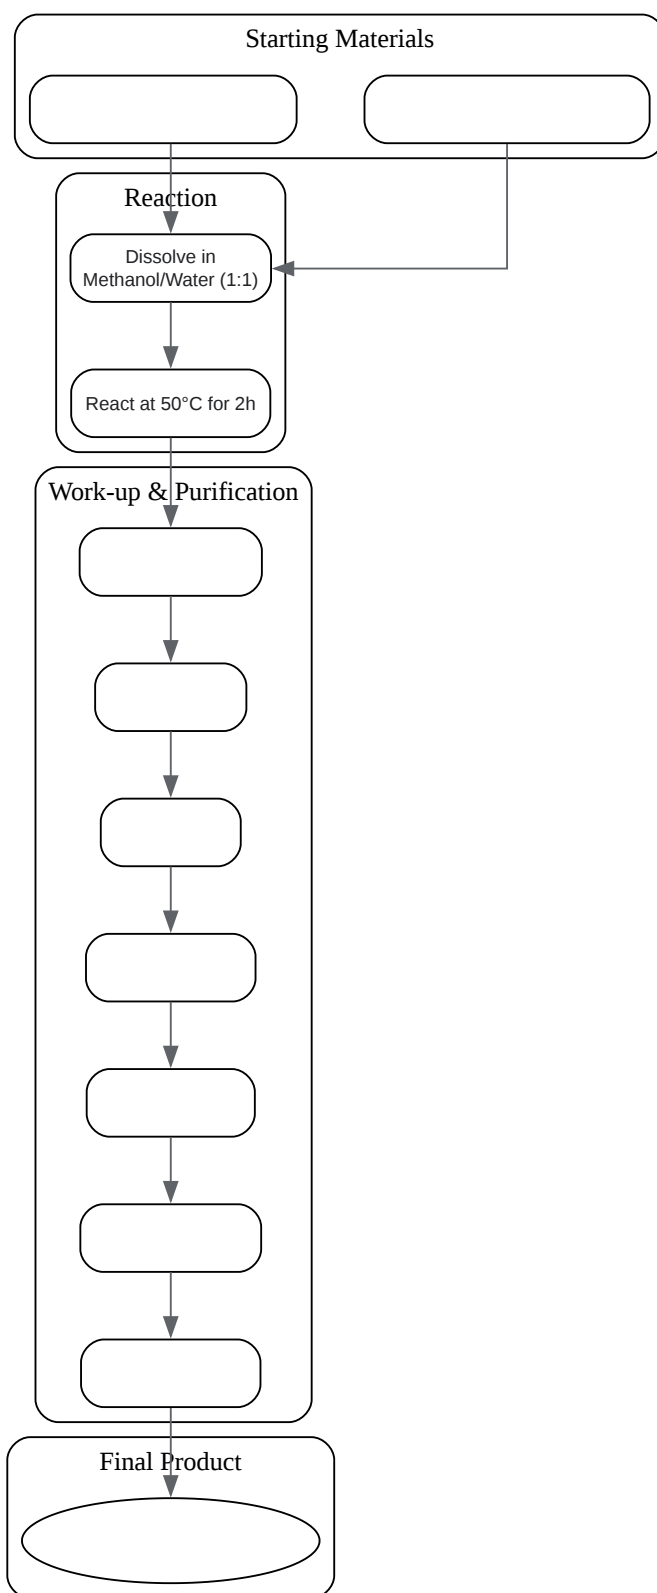 Starting Materials
Reaction
Dissolve in
Methanol/Water (1:1)
React at 50°C for 2h
Work-up & Purification
Final Product